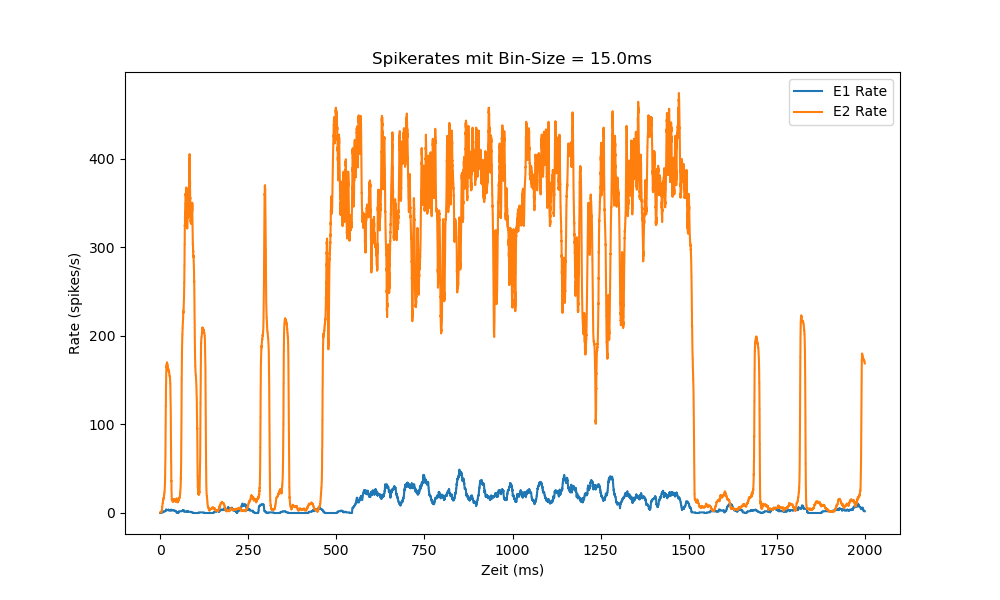 Spikerates mit Bin-Size = 15.0ms
E1 Rate
E2 Rate
Rate (spikes/s)
400
300
200
100
0
0
250
500
750
1000
1250
1500
1750
2000
Zeit (ms)